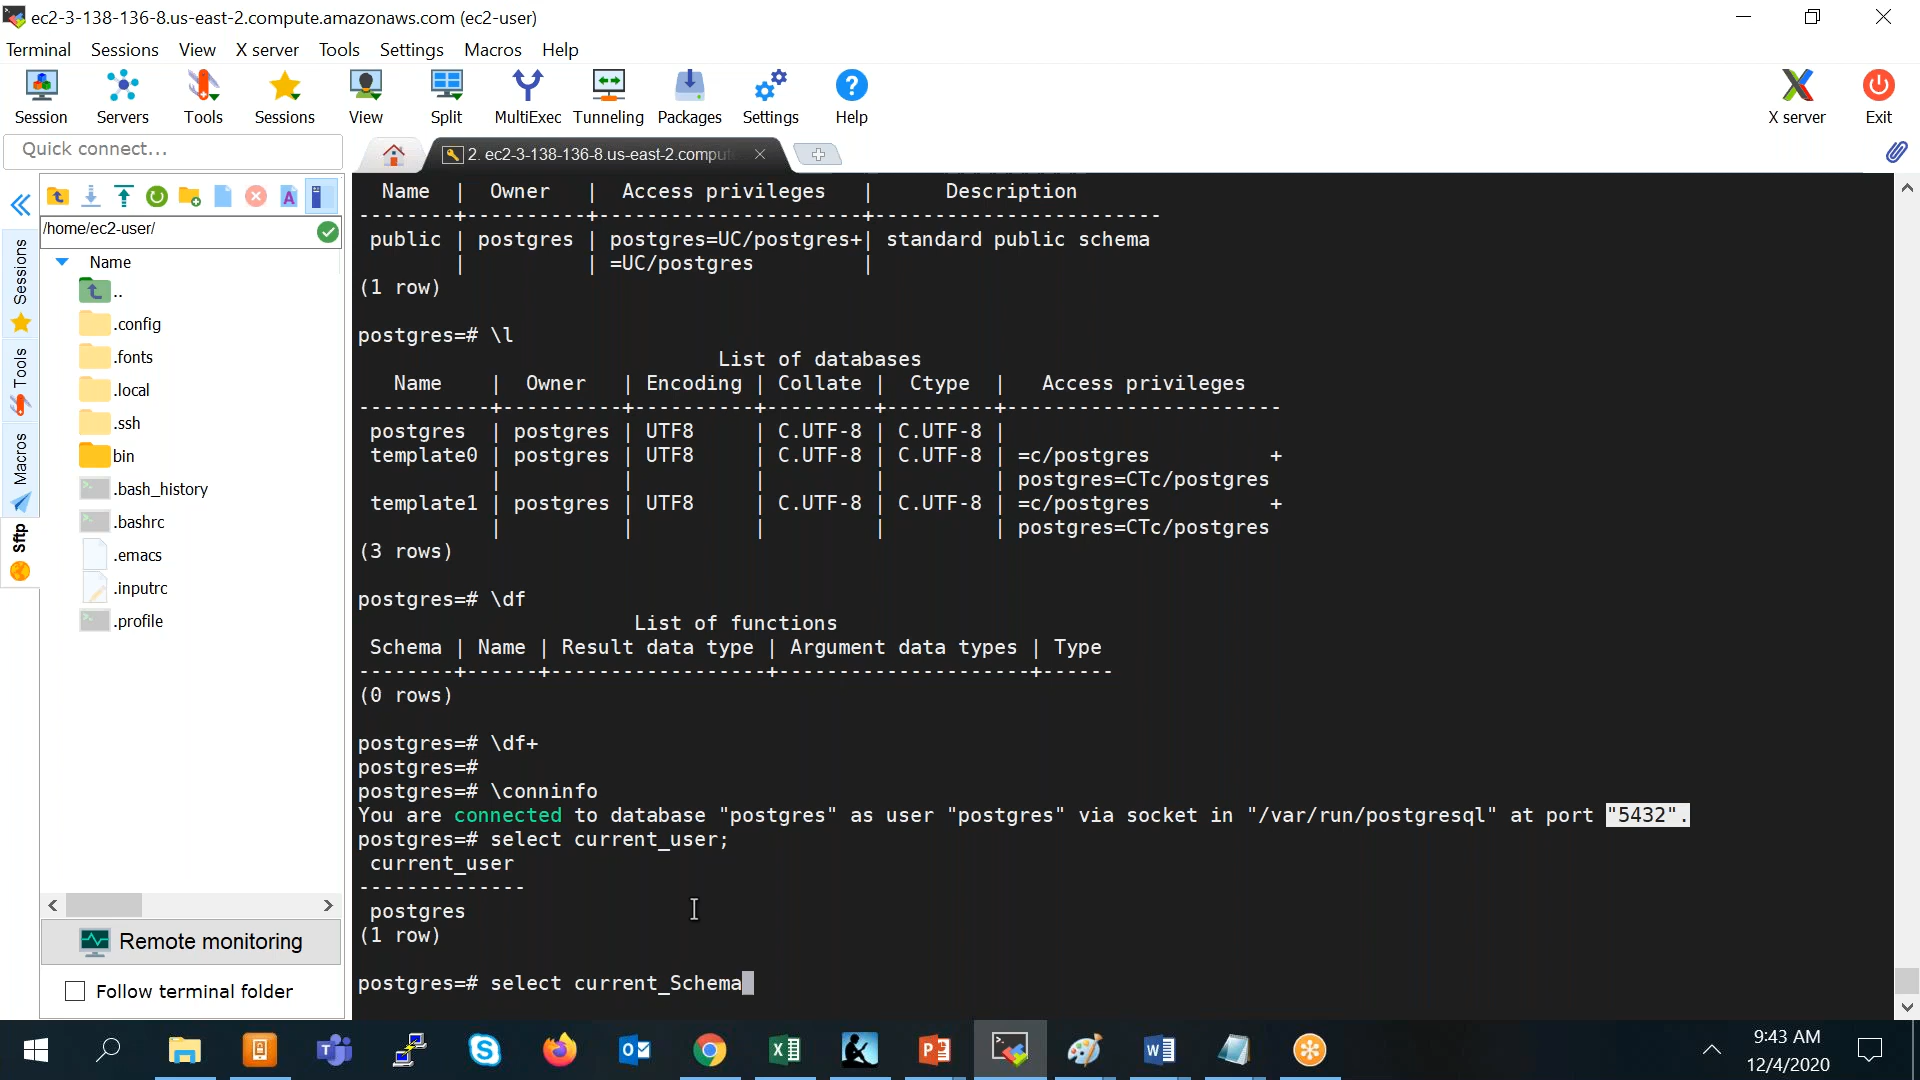 ec2-3-138-136-8.us-east-2.compute.amazonaws.com (ec2-user)
Terminal Sessions View X server Tools Settings Macros Help
Session Servers Tools Sessions View Split MultiExec Tunneling Packages Settings Help X server Exit
Quick connect...
2. ec2-3-138-136-8.us-east-2.comput
/home/ec2-user/
Name
..
.config
.fonts
.local
.ssh
bin
.bash_history
.bashrc
.emacs
.inputrc
.profile
Sessions
Tools
Macros
Sftp
Remote monitoring
Follow terminal folder
Name | Owner | Access privileges | Description
--------+----------+----------------------+------------------------
public | postgres | postgres=UC/postgres+| standard public schema
| | =UC/postgres |
(1 row)
postgres=# \l
List of databases
Name | Owner | Encoding | Collate | Ctype | Access privileges
-----------+----------+----------+---------+---------+-----------------------
postgres | postgres | UTF8 | C.UTF-8 | C.UTF-8 |
template0 | postgres | UTF8 | C.UTF-8 | C.UTF-8 | =c/postgres +
| | | | | postgres=CTc/postgres
template1 | postgres | UTF8 | C.UTF-8 | C.UTF-8 | =c/postgres +
| | | | | postgres=CTc/postgres
(3 rows)
postgres=# \df
List of functions
Schema | Name | Result data type | Argument data types | Type
--------+------+------------------+---------------------+------
(0 rows)
postgres=# \df+
postgres=#
postgres=# \conninfo
You are connected to database "postgres" as user "postgres" via socket in "/var/run/postgresql" at port "5432".
postgres=# select current_user;
current_user
--------------
postgres
(1 row)
postgres=# select current_Schema
9:43 AM
12/4/2020